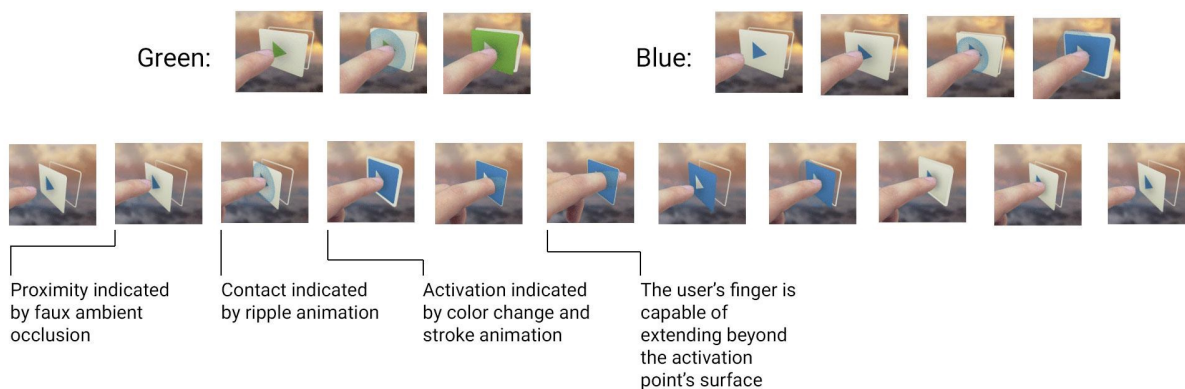 Green:
Blue:
Proximity indicated
by faux ambient
occlusion
Contact indicated
by ripple animation
Activation indicated
by color change and
stroke animation
The user’s finger is
capable of
extending beyond
the activation
point’s surface